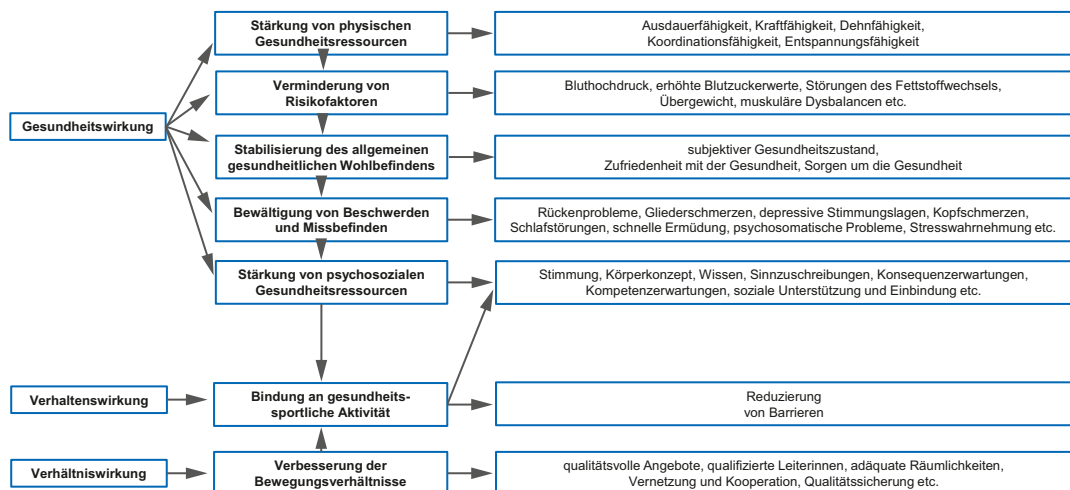 Stärkung von physischen
Gesundheitsressourcen
Ausdauerfähigkeit, Kraftfähigkeit, Dehnfähigkeit,
Koordinationsfähigkeit, Entspannungsfähigkeit
Verminderung von
Risikofaktoren
Bluthochdruck, erhöhte Blutzuckerwerte, Störungen des Fettstoffwechsels,
Übergewicht, muskuläre Dysbalancen etc.
Gesundheitswirkung
Stabilisierung des allgemeinen
gesundheitlichen Wohlbefindens
subjektiver Gesundheitszustand,
Zufriedenheit mit der Gesundheit, Sorgen um die Gesundheit
Bewältigung von Beschwerden
und Missbefinden
Rückenprobleme, Gliederschmerzen, depressive Stimmungslagen, Kopfschmerzen,
Schlafstörungen, schnelle Ermüdung, psychosomatische Probleme, Stresswahrnehmung etc.
Stärkung von psychosozialen
Gesundheitsressourcen
Stimmung, Körperkonzept, Wissen, Sinnzuschreibungen, Konsequenzerwartungen,
Kompetenzerwartungen, soziale Unterstützung und Einbindung etc.
Verhaltenswirkung
Bindung an gesundheits-
sportliche Aktivität
Reduzierung
von Barrieren
Verhältniswirkung
Verbesserung der
Bewegungsverhältnisse
qualitätsvolle Angebote, qualifizierte Leiterinnen, adäquate Räumlichkeiten,
Vernetzung und Kooperation, Qualitätssicherung etc.